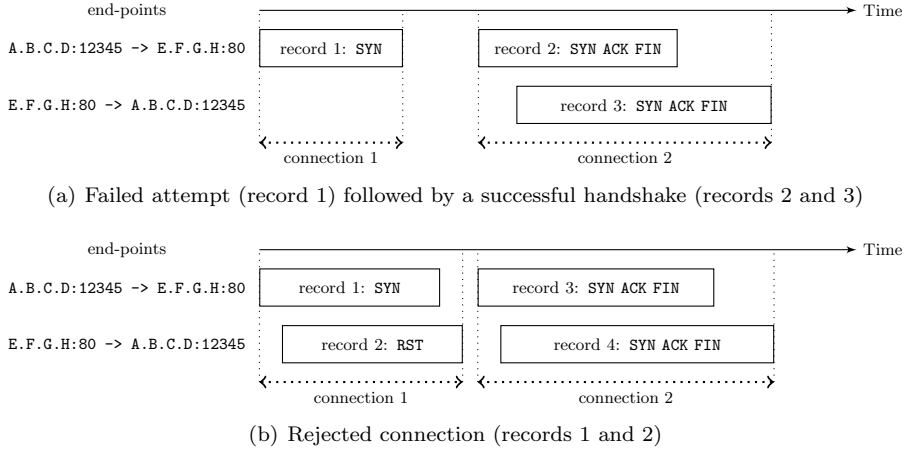 end-points Time
A.B.C.D:12345 -> E.F.G.H:80 record 1: SYN record 2: SYN ACK FIN
E.F.G.H:80 -> A.B.C.D:12345 record 3: SYN ACK FIN
connection 1 connection 2
(a) Failed attempt (record 1) followed by a successful handshake (records 2 and 3)
end-points Time
A.B.C.D:12345 -> E.F.G.H:80 record 1: SYN record 3: SYN ACK FIN
E.F.G.H:80 -> A.B.C.D:12345 record 2: RST record 4: SYN ACK FIN
connection 1 connection 2
(b) Rejected connection (records 1 and 2)